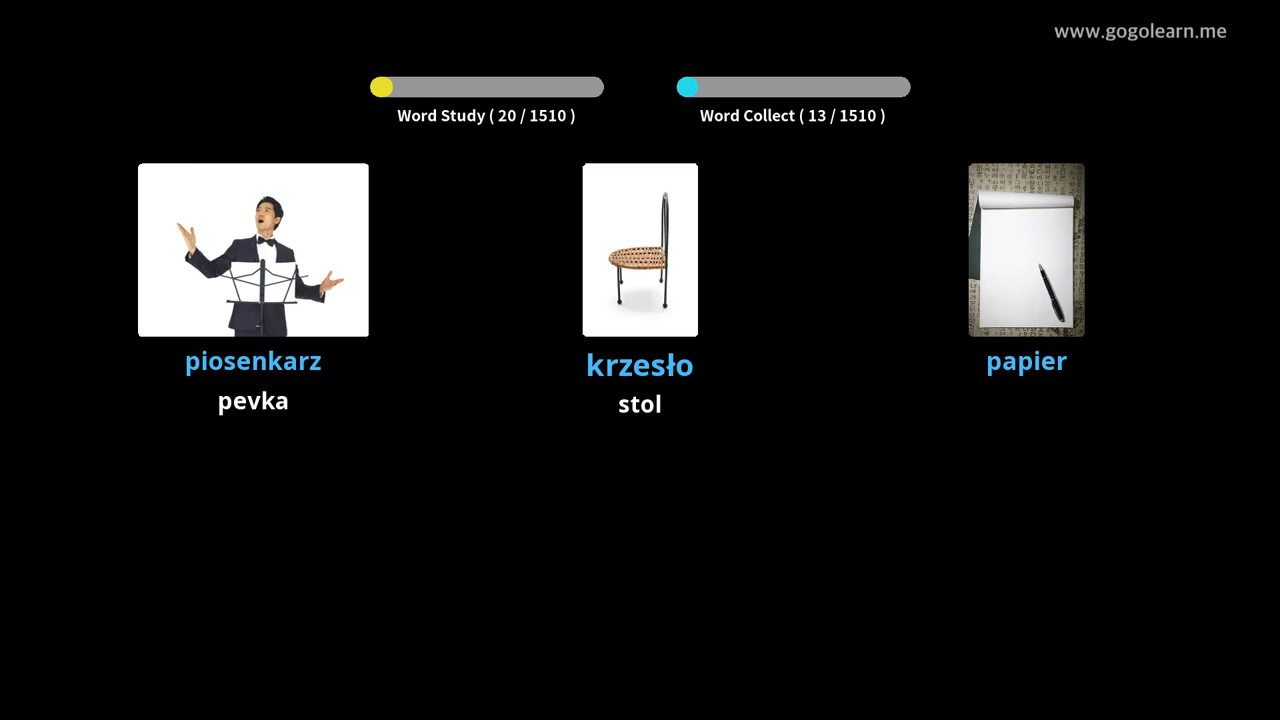 www.gogolearn.me
Word Study ( 20 / 1510 )
Word Collect ( 13 / 1510 )
piosenkarz
krzesło
papier
pevka
stol